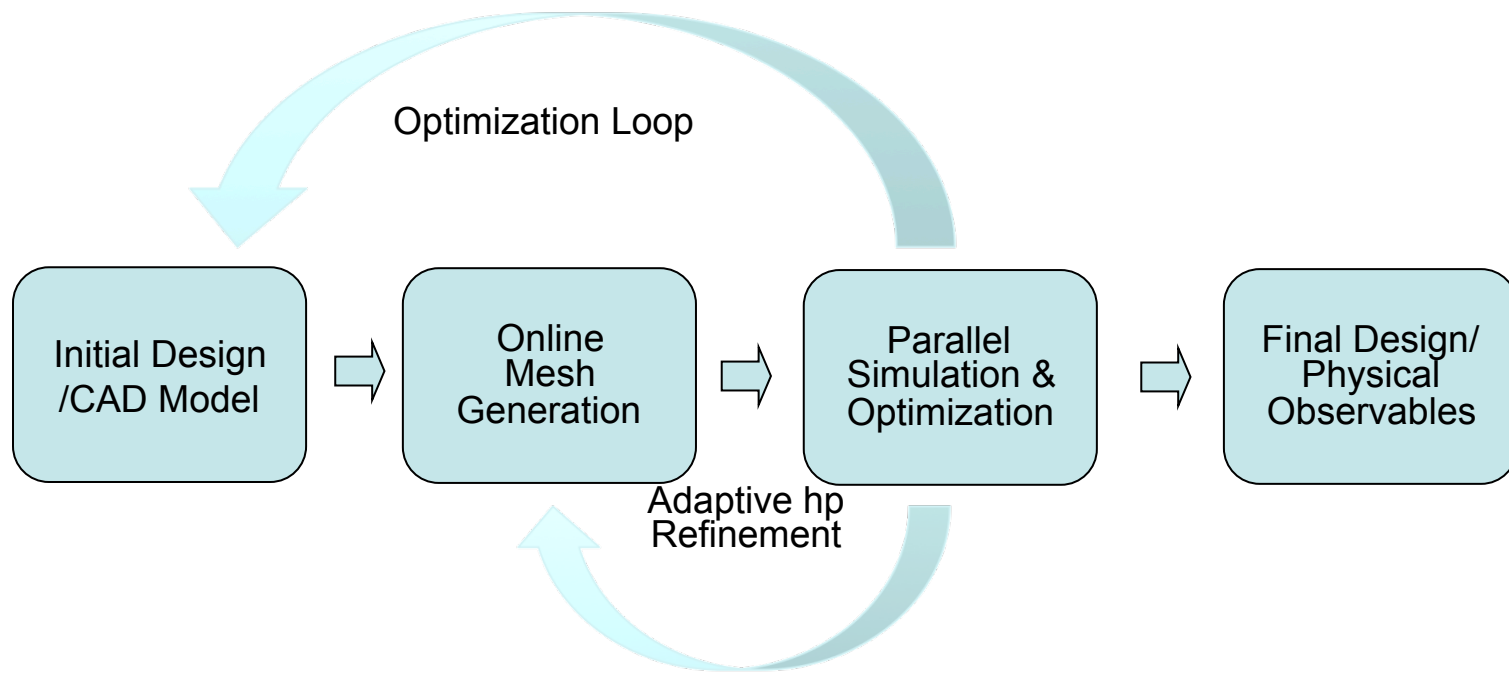 Optimization Loop
Initial Design
/CAD Model
Online
Mesh
Generation
Parallel
Simulation &
Optimization
Final Design/
Physical
Observables
Adaptive hp
Refinement